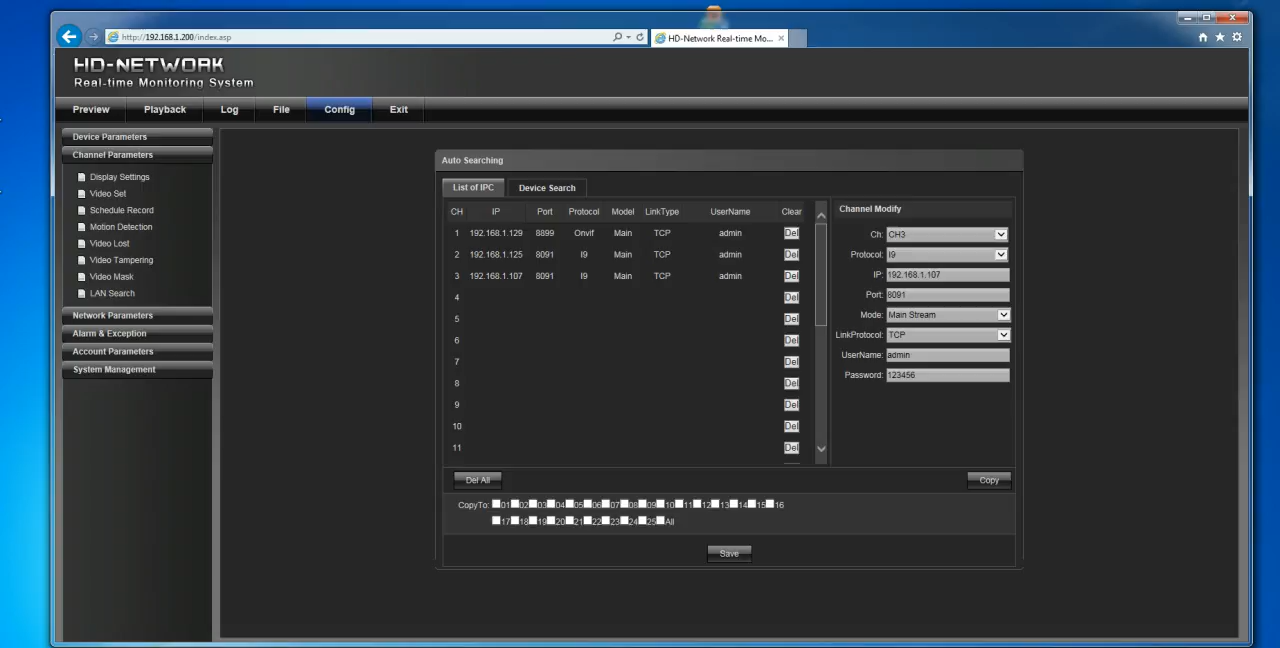 http://192.168.1.200/index.asp
HD-Network Real-time Mo...
HD-NETWORK
Real-time Monitoring System
Preview Playback Log File Config Exit
Device Parameters
Channel Parameters
Display Settings
Video Set
Schedule Record
Motion Detection
Video Lost
Video Tampering
Video Mask
LAN Search
Network Parameters
Alarm & Exception
Account Parameters
System Management
Auto Searching
List of IPC Device Search
CH IP Port Protocol Model LinkType UserName Clear
1 192.168.1.129 8899 Onvif Main TCP admin Del
2 192.168.1.125 8091 I9 Main TCP admin Del
3 192.168.1.107 8091 I9 Main TCP admin Del
4 Del
5 Del
6 Del
7 Del
8 Del
9 Del
10 Del
11 Del
Channel Modify
Ch: CH3
Protocol: I9
IP: 192.168.1.107
Port: 8091
Mode: Main Stream
LinkProtocol: TCP
UserName: admin
Password: 123456
Del All Copy
CopyTo: 01 02 03 04 05 06 07 08 09 10 11 12 13 14 15 16
17 18 19 20 21 22 23 24 25 All
Save